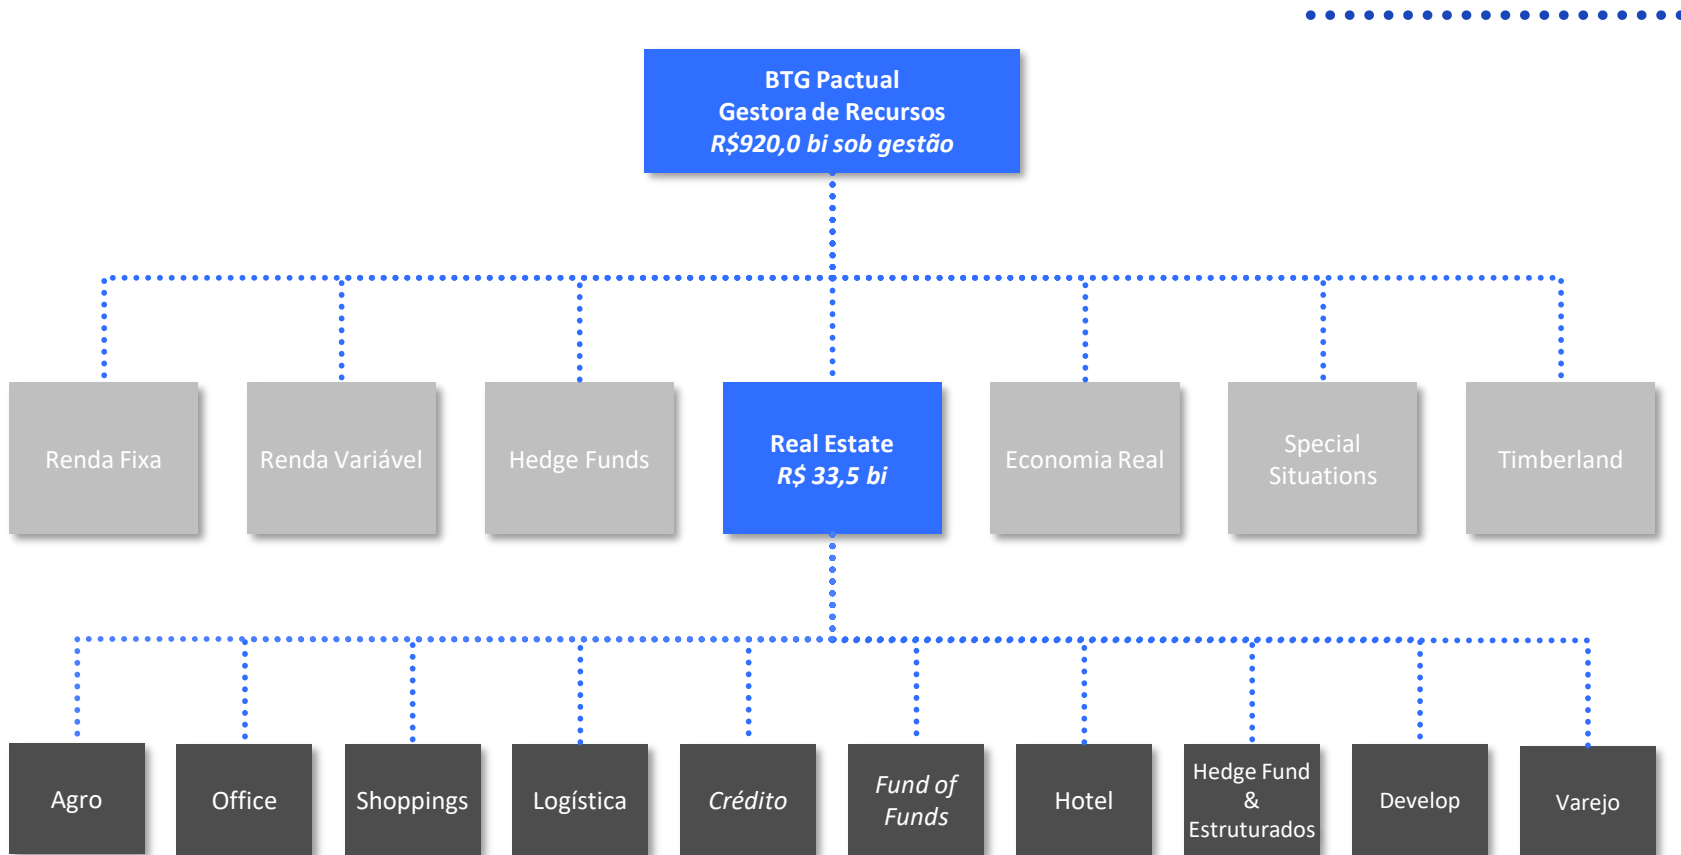 BTG Pactual
Gestora de Recursos
R$920,0 bi sob gestão
Renda Fixa
Renda Variável
Hedge Funds
Real Estate
R$ 33,5 bi
Economia Real
Special
Situations
Timberland
Agro
Office
Shoppings
Logística
Crédito
Fund of
Funds
Hotel
Hedge Fund
&
Estruturados
Develop
Varejo